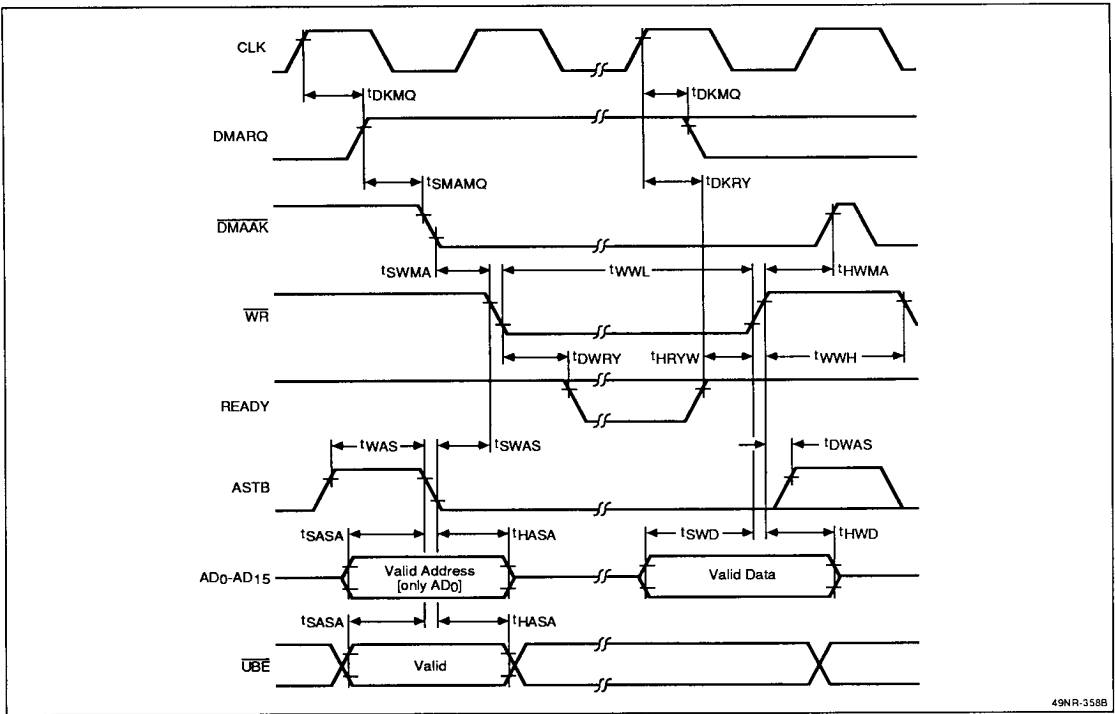 CLK
tDKMQ tDKMQ
DMARQ
tSMAMQ tDKRY
DMAAK
tSWMA tWWL tHWMA
WR
tDWRY tHRYW tWWH
READY
tWAS tSWAS tDWAS
ASTB
tSASA tHASA tSWD tHWD
AD0-AD15 Valid Address Valid Data
[only AD0]
tSASA tHASA
UBE Valid
49NR-358B